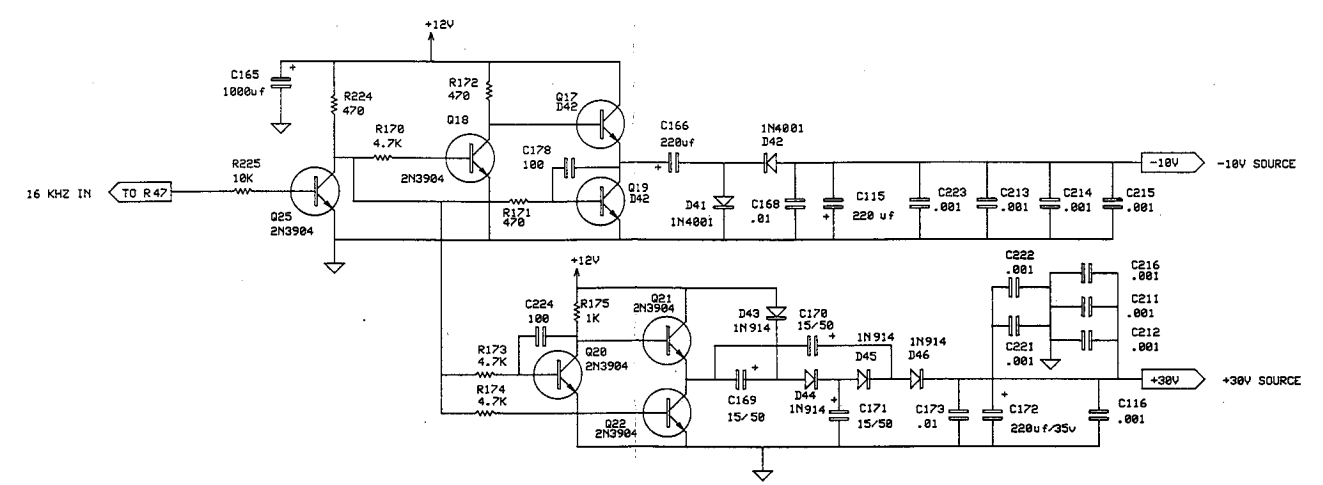 +12V
C165
1000uf
+
R224
470
R172
470
Q17
D42
Q18
R170
4.7K
C178
100
C166
220uf
+
1N4001
D42
-10V
-10V SOURCE
R225
10K
2N3904
16 KHZ IN
TO R47
Q25
2N3904
R171
470
Q19
D42
D41
1N4001
C168
.01
C115
220 uf
+
C223
.001
C213
.001
C214
.001
C215
.001
+12V
C222
.001
C216
.001
C224
100
R175
1K
Q21
2N3904
D43
1N914
C170
15/50
+
C211
.001
1N914
D45
1N914
D46
C221
.001
C212
.001
R173
4.7K
Q20
2N3904
+30V
+30V SOURCE
R174
4.7K
C169
15/50
+
D44
1N914
C171
15/50
+
C173
.01
C172
220uf/35v
+
C116
.001
Q22
2N3904